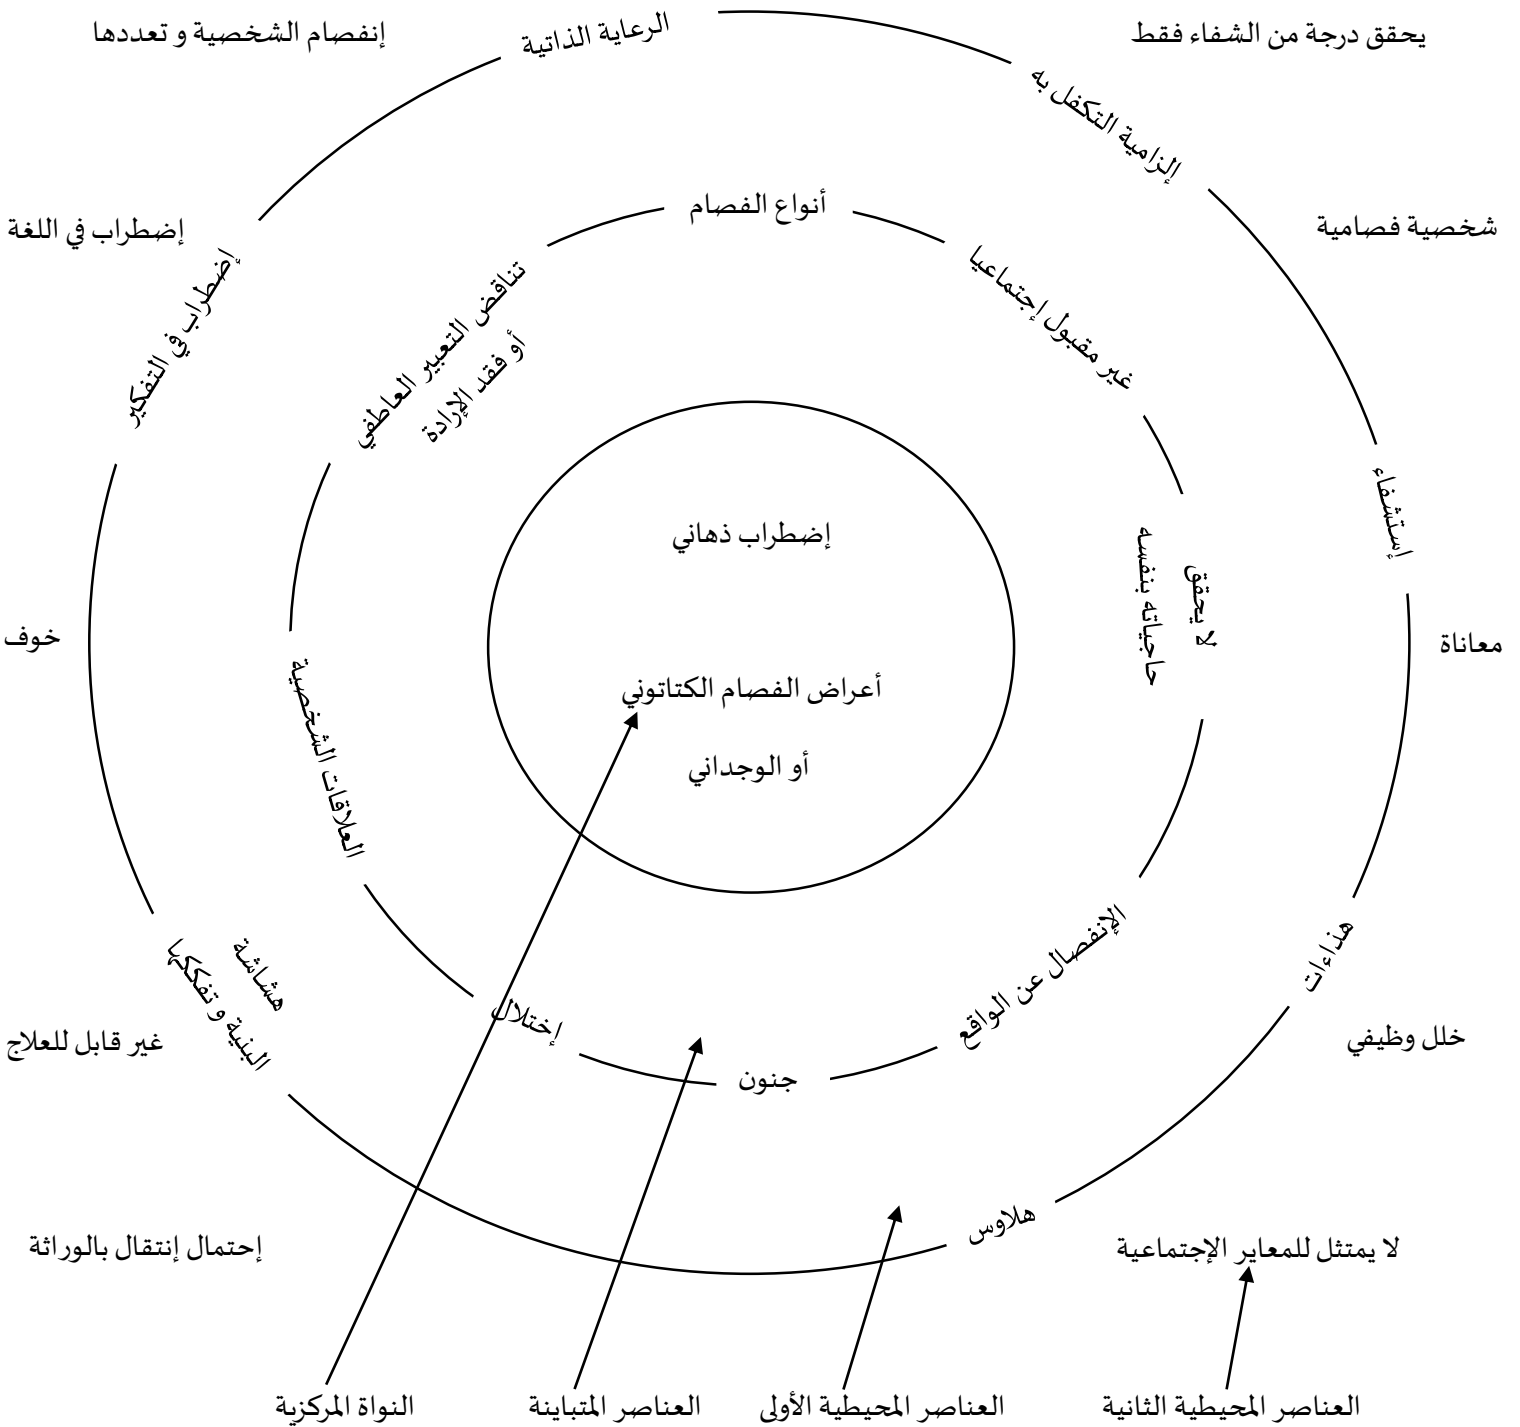 يحقق درجة من الشفاء فقط
الرعاية الذاتية
إنفصام الشخصية و تعددها
إلزامية التكفل به
أنواع الفصام
شخصية فصامية
إضطراب في اللغة
غير مقبول إجتماعيا
تناقض التعبير العاطفي
أو فقد الإرادة
إضطراب في التفكير
إستشفاء
إضطراب ذهاني
لا يحقق
حاجياته بنفسه
معاناة
خوف
أعراض الفصام الكتاتوني
أو الوجداني
العلاقات الشخصية
هذاءات
الإنفصال عن الواقع
إختلال
هشاشة
البنية و تفككها
خلل وظيفي
جنون
غير قابل للعلاج
هلاوس
لا يمتثل للمعاير الإجتماعية
إحتمال إنتقال بالوراثة
العناصر المحيطية الثانية
العناصر المحيطية الأولى
العناصر المتباينة
النواة المركزية